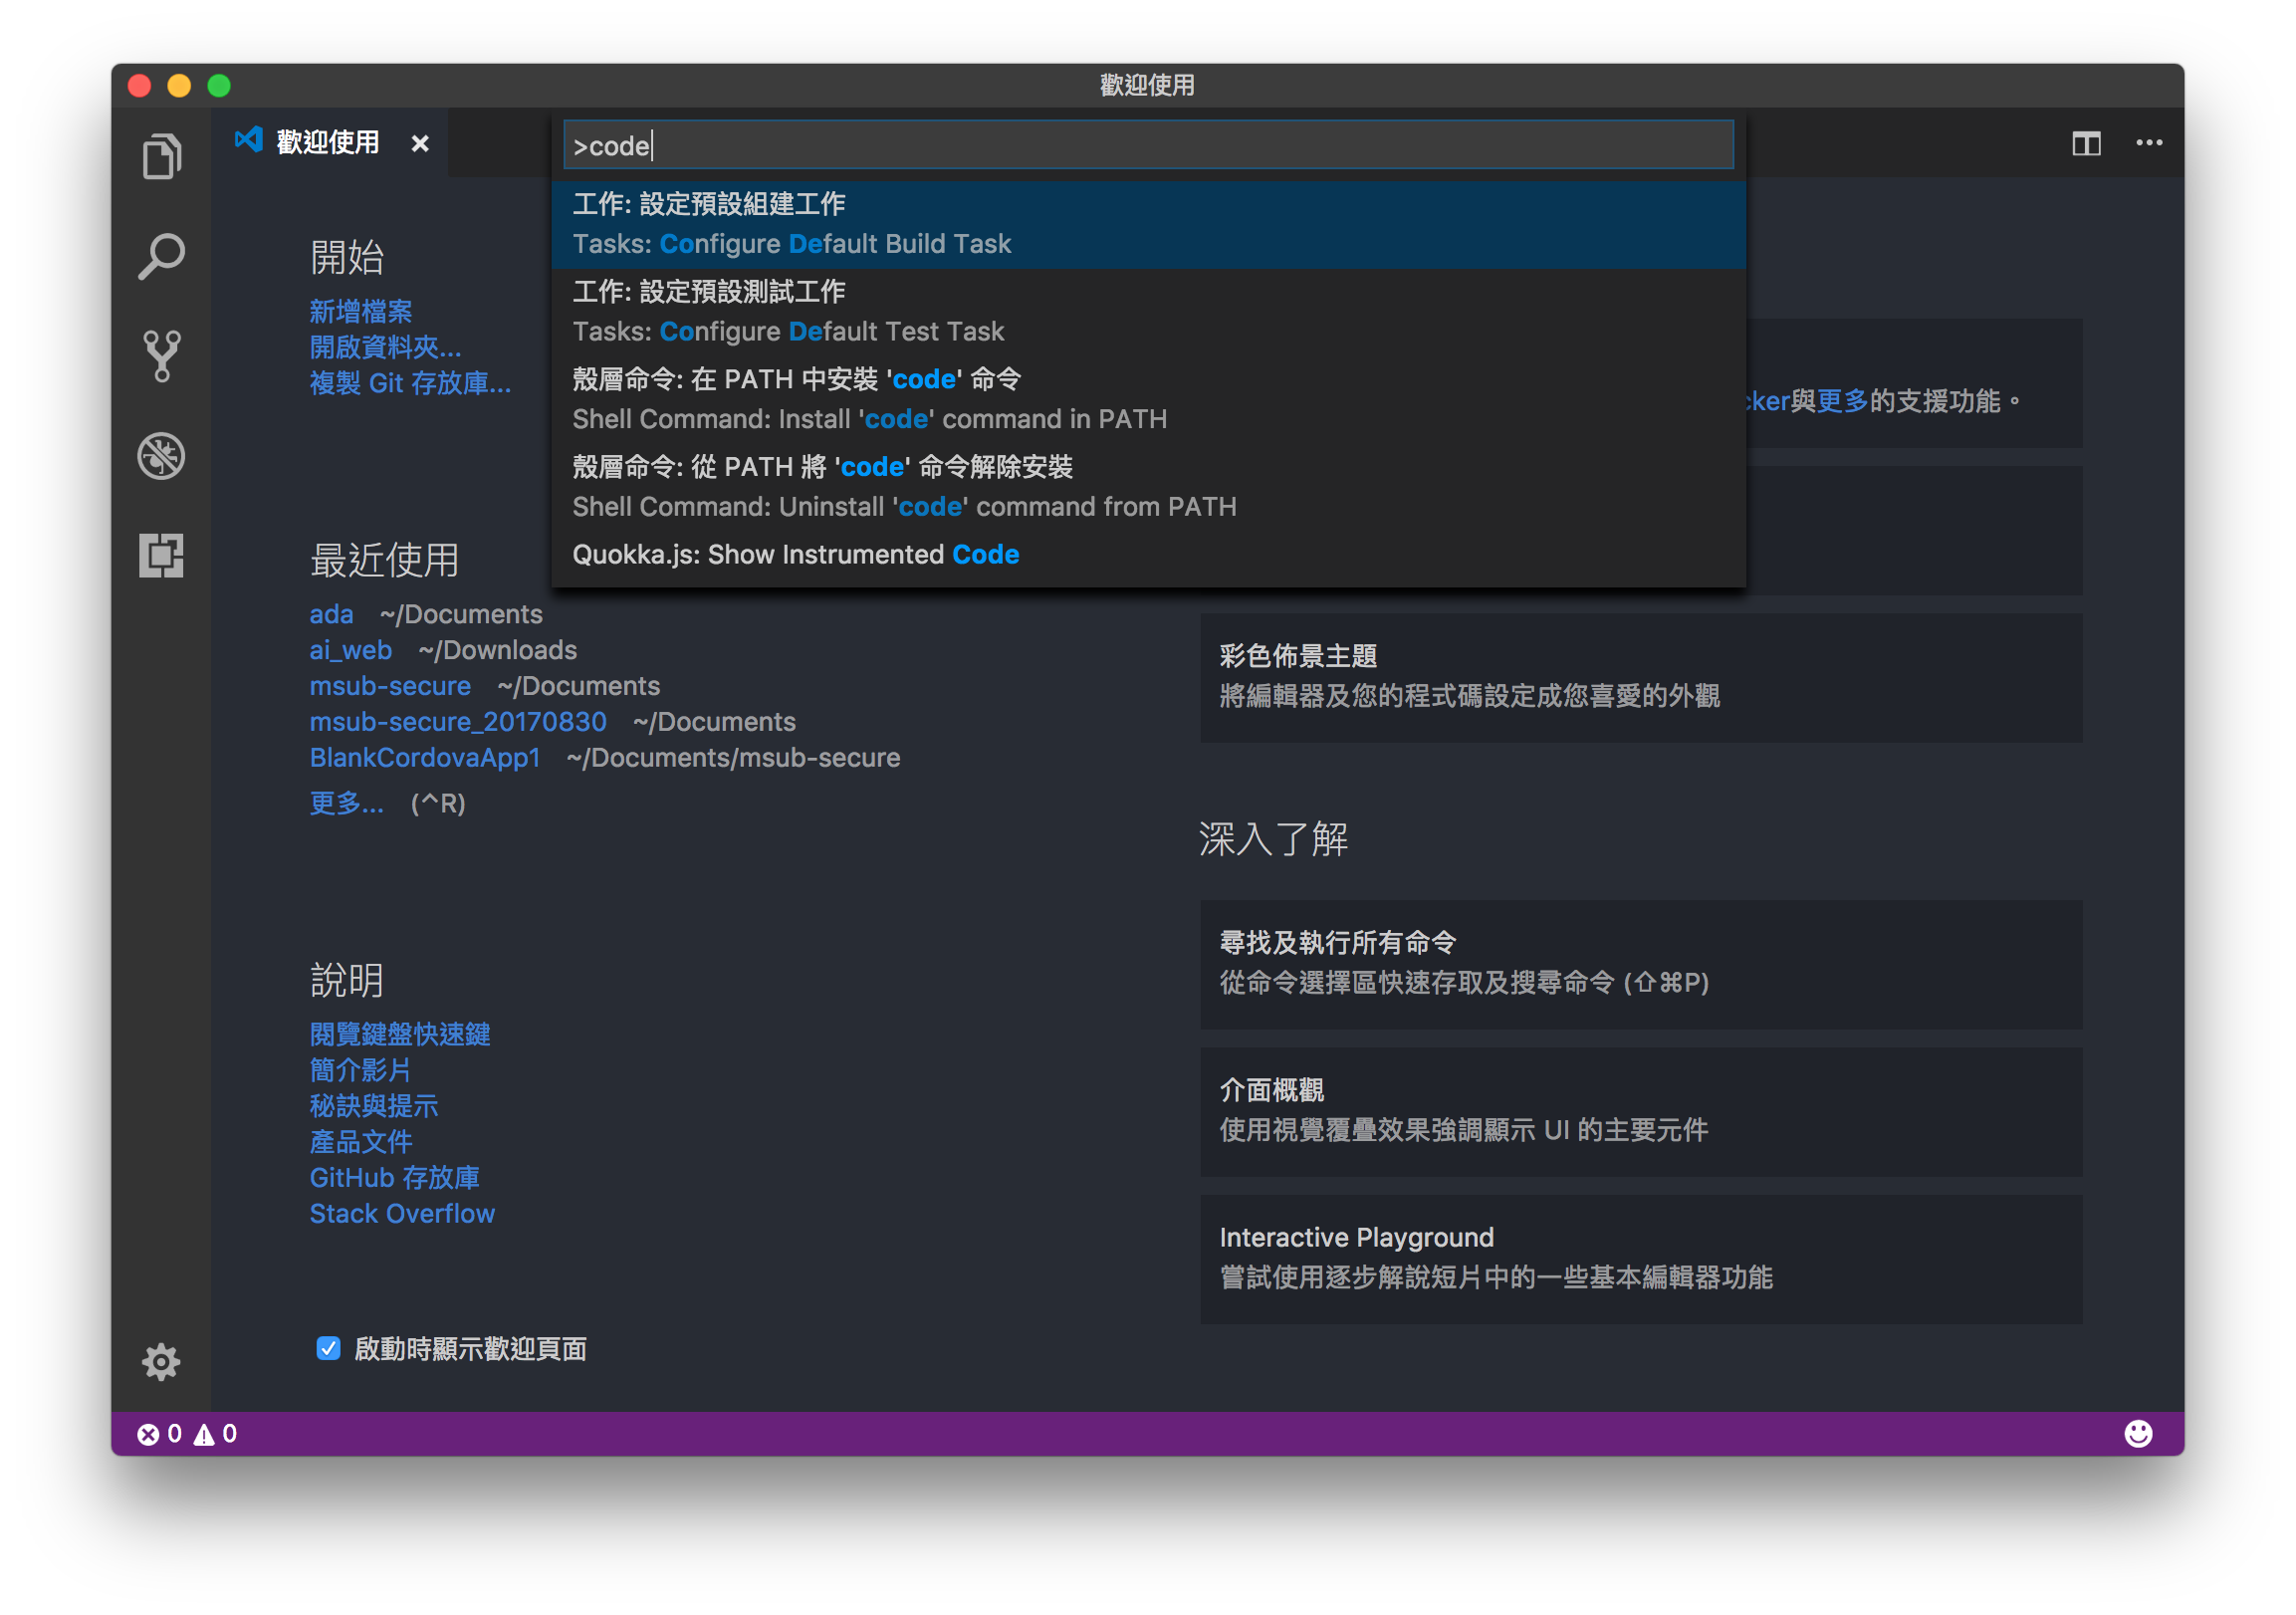 歡迎使用
歡迎使用
>code
工作: 設定預設組建工作
Tasks: Configure Default Build Task
工作: 設定預設測試工作
Tasks: Configure Default Test Task
殼層命令: 在 PATH 中安裝 'code' 命令
Shell Command: Install 'code' command in PATH
殼層命令: 從 PATH 將 'code' 命令解除安裝
Shell Command: Uninstall 'code' command from PATH
Quokka.js: Show Instrumented Code
開始
新增檔案
開啟資料夾...
複製 Git 存放庫...
最近使用
ada ~/Documents
ai_web ~/Downloads
msub-secure ~/Documents
msub-secure_20170830 ~/Documents
BlankCordovaApp1 ~/Documents/msub-secure
更多... (^R)
說明
閱覽鍵盤快速鍵
簡介影片
秘訣與提示
產品文件
GitHub 存放庫
Stack Overflow
啟動時顯示歡迎頁面
cker與更多的支援功能。
彩色佈景主題
將編輯器及您的程式碼設定成您喜愛的外觀
深入了解
尋找及執行所有命令
從命令選擇區快速存取及搜尋命令 (⇧⌘P)
介面概觀
使用視覺覆疊效果強調顯示 UI 的主要元件
Interactive Playground
嘗試使用逐步解說短片中的一些基本編輯器功能
0 0